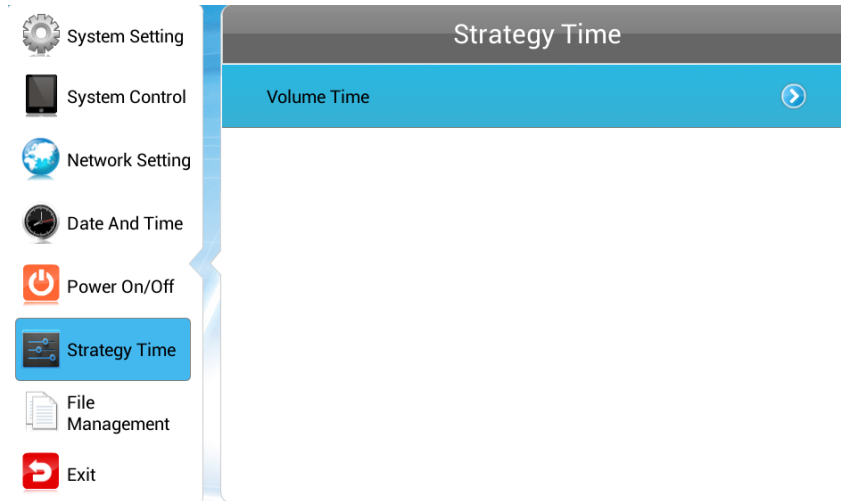 System Setting
System Control
Network Setting
Date And Time
Power On/Off
Strategy Time
File
Management
Exit
Strategy Time
Volume Time